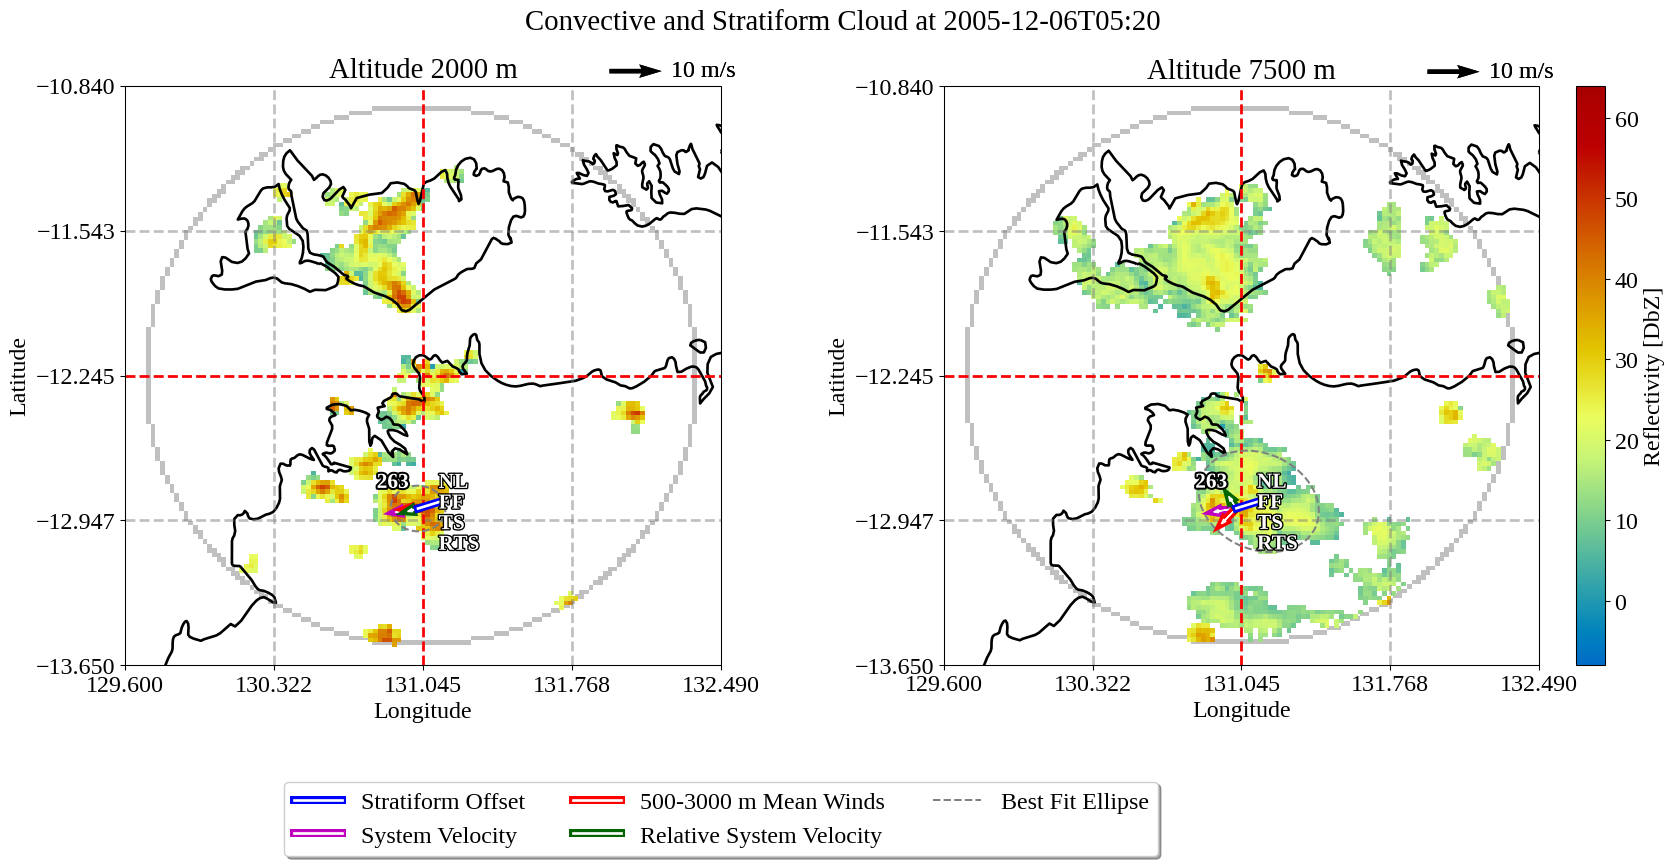 Convective and Stratiform Cloud at 2005-12-06T05:20
Altitude 2000 m
10 m/s
Altitude 7500 m
10 m/s
−10.840
−11.543
−12.245
−12.947
−13.650
Latitude
129.600
130.322
131.045
131.768
132.490
Longitude
263
NL
FF
TS
RTS
−10.840
−11.543
−12.245
−12.947
−13.650
Latitude
129.600
130.322
131.045
131.768
132.490
Longitude
263
NL
FF
TS
RTS
60
50
40
30
20
10
0
Reflectivity [DbZ]
Stratiform Offset
500-3000 m Mean Winds
Best Fit Ellipse
System Velocity
Relative System Velocity